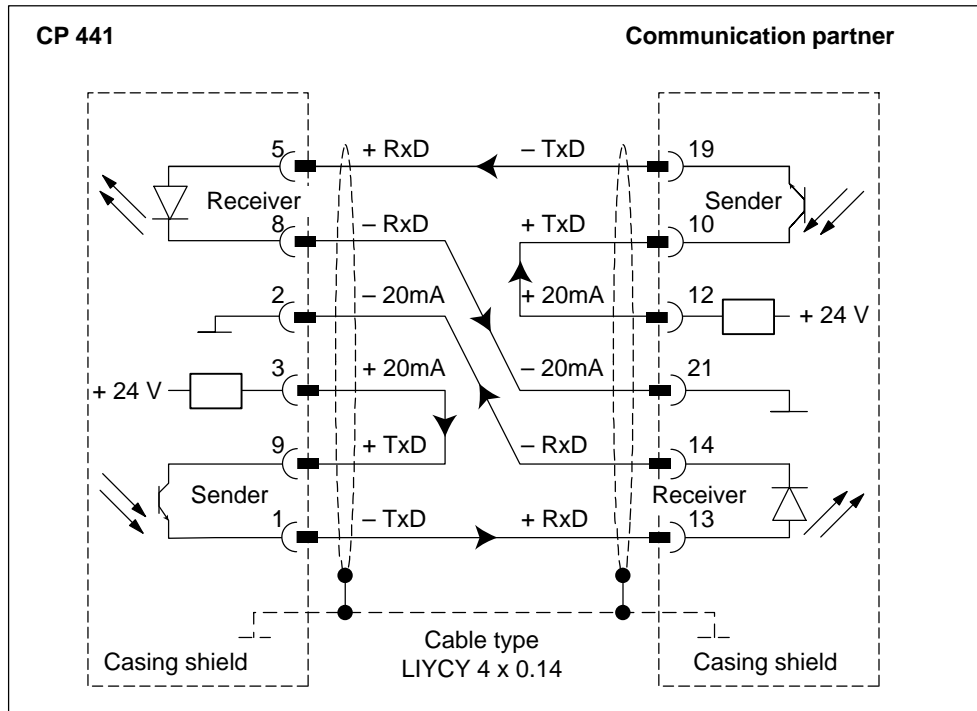 CP 441 Communication partner
5 + RxD – TxD 19
Receiver Sender
8 – RxD + TxD 10
2 – 20mA + 20mA 12
+ 24 V
3 + 20mA – 20mA 21
+ 24 V
9 + TxD – RxD 14
Sender Receiver
1 – TxD + RxD 13
Cable type
Casing shield LIYCY 4 x 0.14 Casing shield